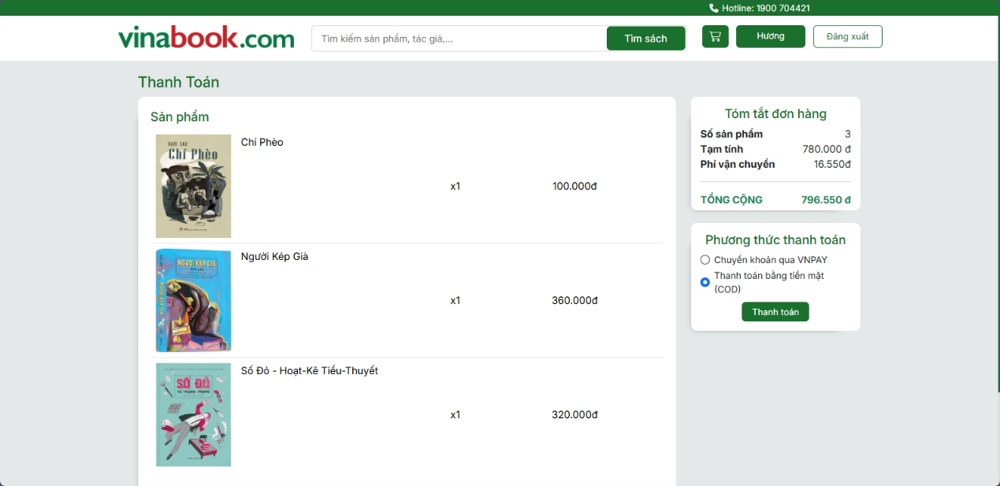 Hotline: 1900 704421
vinabook.com
Tìm kiếm sản phẩm, tác giả,...
Tìm sách
Hương
Đăng xuất
Thanh Toán
Sản phẩm
NAM CAO
Chí Phèo
Chí Phèo
x1
100.000đ
NGƯỜI KÉP GIÀ
KIM LÂN
Người Kép Già
x1
360.000đ
SỐ ĐỎ
VŨ TRỌNG PHỤNG
Số Đỏ - Hoạt-Kê Tiểu-Thuyết
x1
320.000đ
Tóm tắt đơn hàng
Số sản phẩm 3
Tạm tính 780.000 đ
Phí vận chuyển 16.550đ
TỔNG CỘNG 796.550 đ
Phương thức thanh toán
Chuyển khoản qua VNPAY
Thanh toán bằng tiền mặt
(COD)
Thanh toán